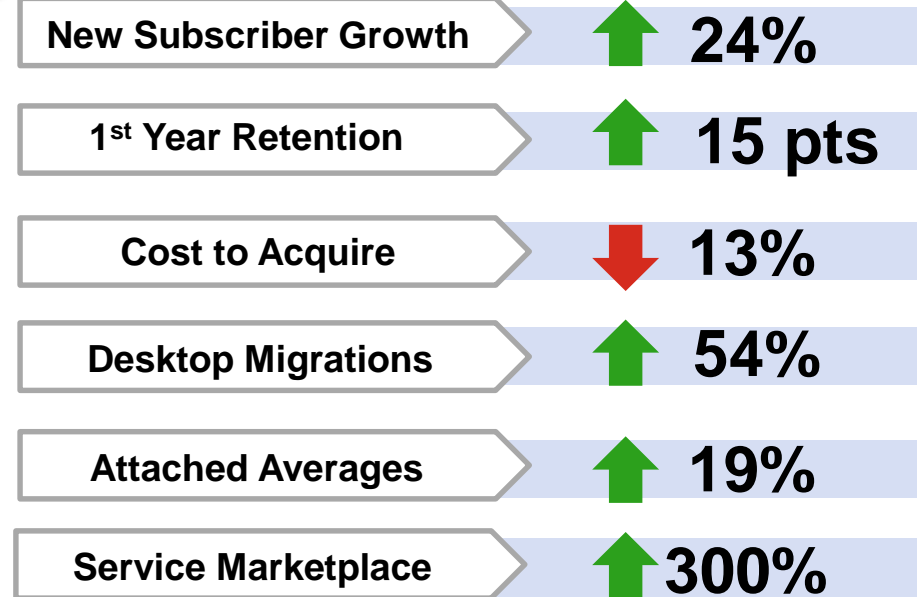 New Subscriber Growth 24%
1st Year Retention 15 pts
Cost to Acquire 13%
Desktop Migrations 54%
Attached Averages 19%
Service Marketplace 300%